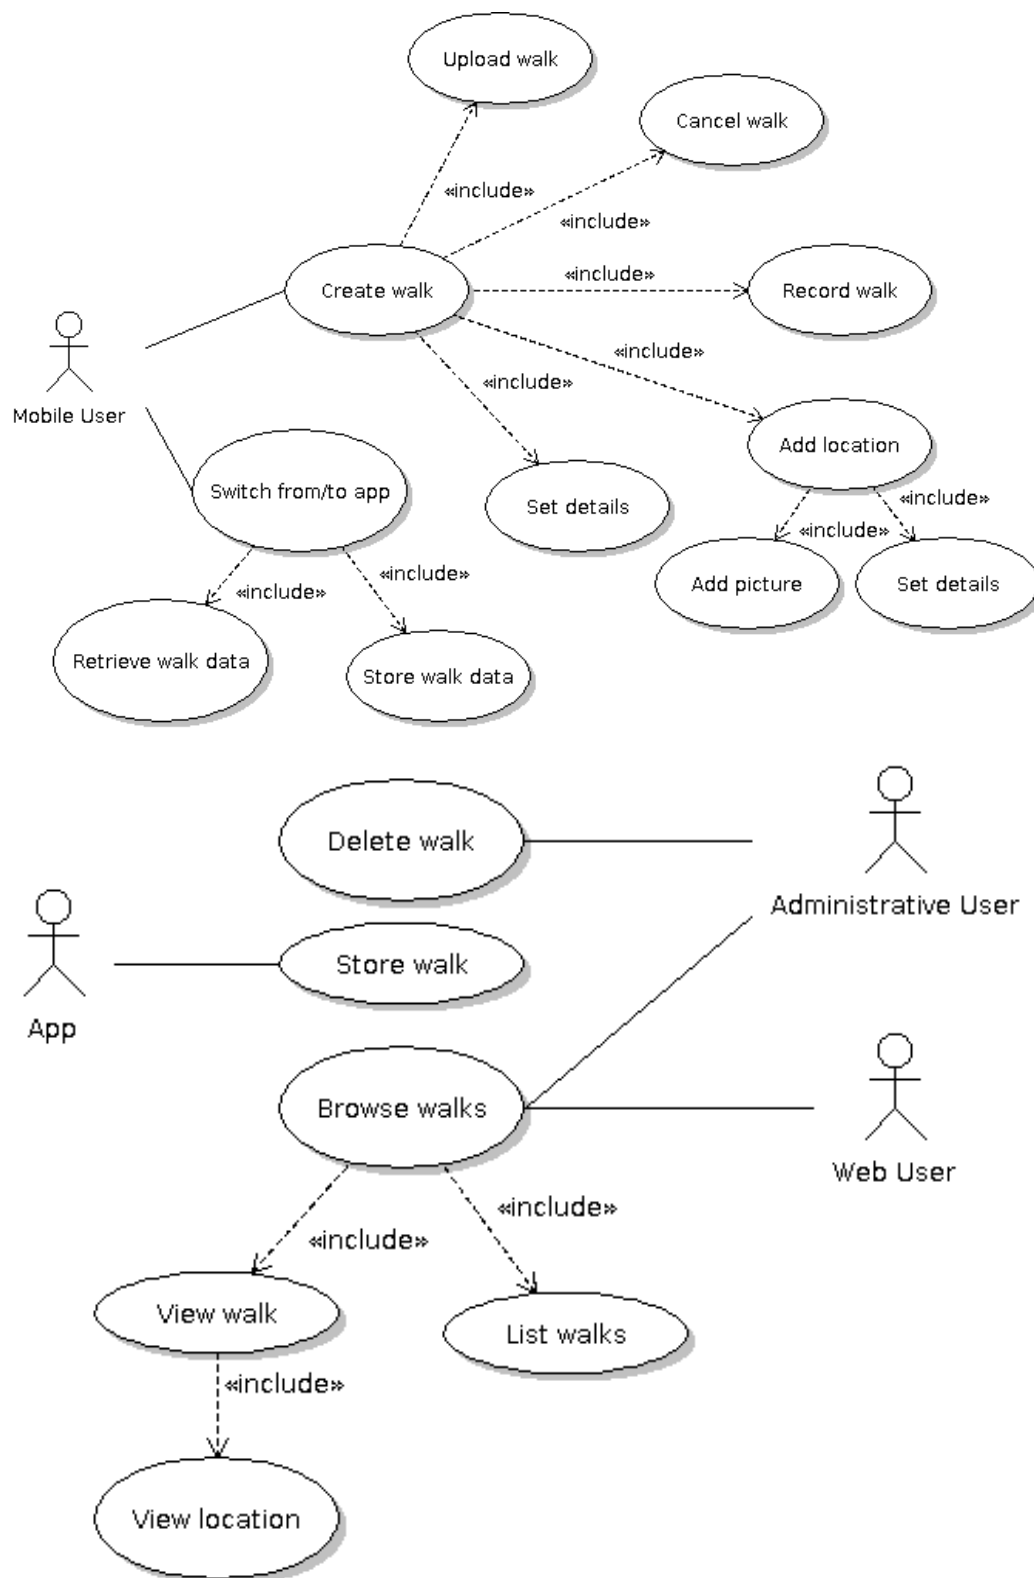 Upload walk
Cancel walk
«include»
«include»
«include»
Create walk
Record walk
«include»
«include»
Mobile User
Add location
Switch from/to app
Set details
«include»
«include»
«include»
«include»
Add picture
Set details
Retrieve walk data
Store walk data
Delete walk
Administrative User
Store walk
App
Browse walks
Web User
«include»
«include»
View walk
List walks
«include»
View location